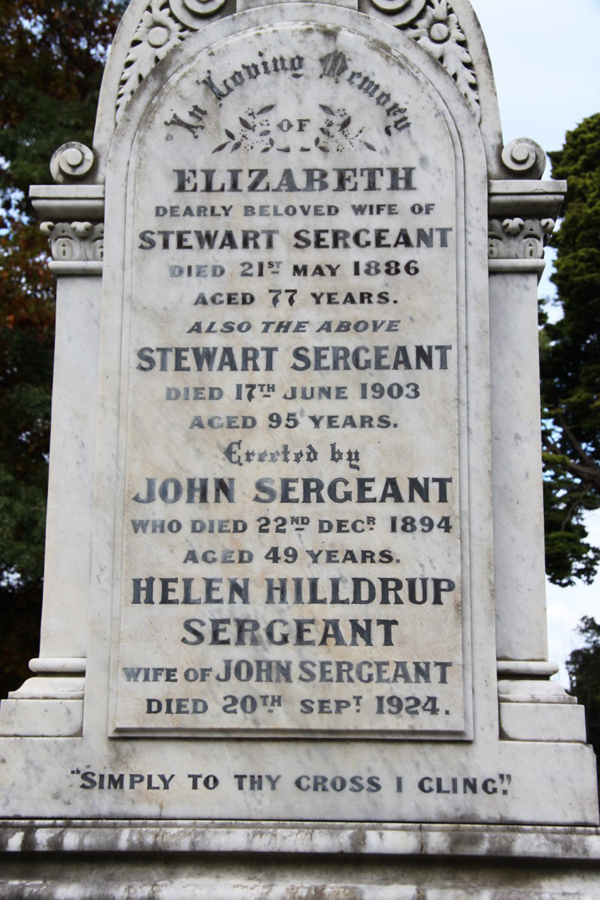 In Loving Memory
OF
ELIZABETH
DEARLY BELOVED WIFE OF
STEWART SERGEANT
DIED 21ST MAY 1886
AGED 77 YEARS.
ALSO THE ABOVE
STEWART SERGEANT
DIED 17TH JUNE 1903
AGED 95 YEARS.
Erected by
JOHN SERGEANT
WHO DIED 22ND DECR 1894
AGED 49 YEARS.
HELEN HILLDRUP
SERGEANT
WIFE OF JOHN SERGEANT
DIED 20TH SEPT 1924.
"SIMPLY TO THY CROSS I CLING".